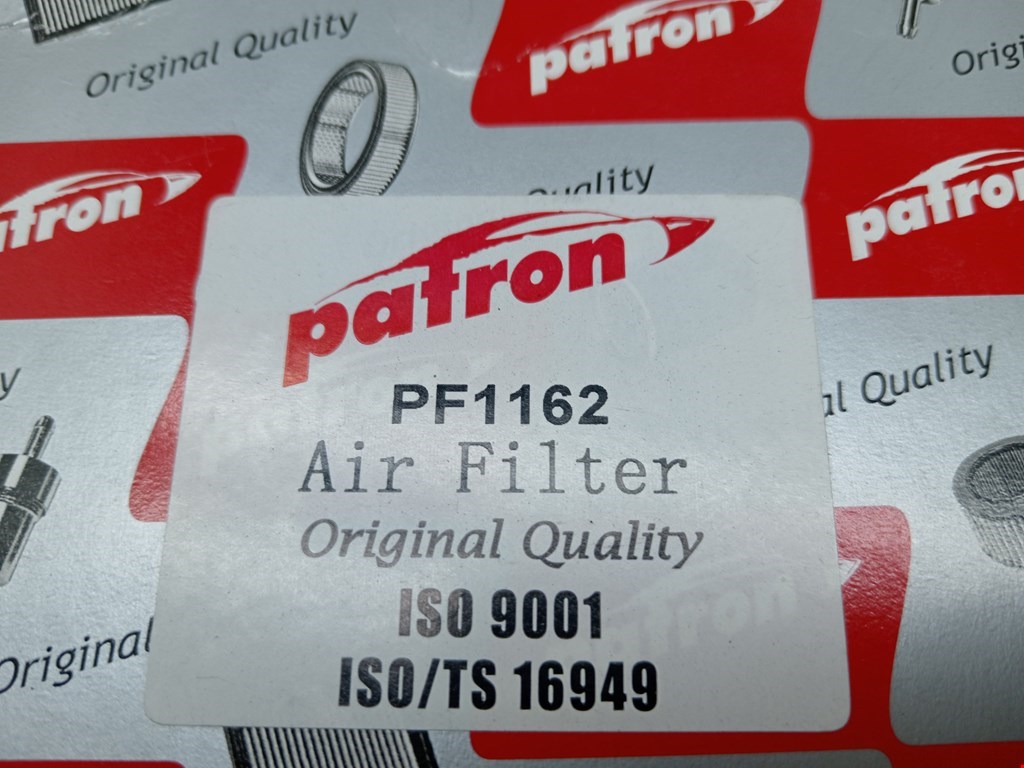 Original Quality
patron
Origi
patron
patron
Quality
patron
PF1162
Air Filter
Original Quality
ISO 9001
ISO/TS 16949
y
al Quality
Original